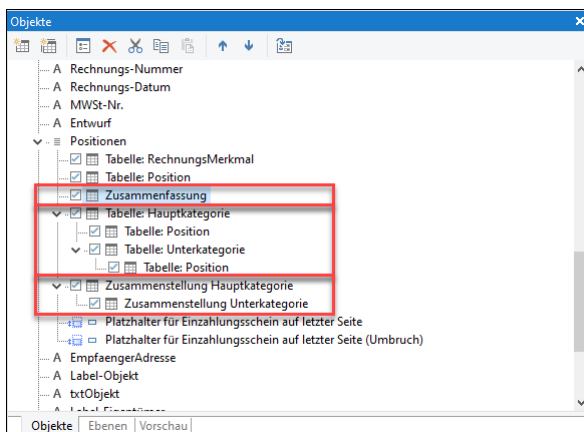 Objekte
A Rechnungs-Nummer
A Rechnungs-Datum
A MWSt-Nr.
A Entwurf
Positionen
Tabelle: RechnungsMerkmal
Tabelle: Position
Zusammenfassung
Tabelle: Hauptkategorie
Tabelle: Position
Tabelle: Unterkategorie
Tabelle: Position
Zusammenstellung Hauptkategorie
Zusammenstellung Unterkategorie
Platzhalter für Einzahlungsschein auf letzter Seite
Platzhalter für Einzahlungsschein auf letzter Seite (Umbruch)
A EmpfaengerAdresse
A Label-Objekt
A txtObjekt
A Label-Eigentümer
Objekte Ebenen Vorschau